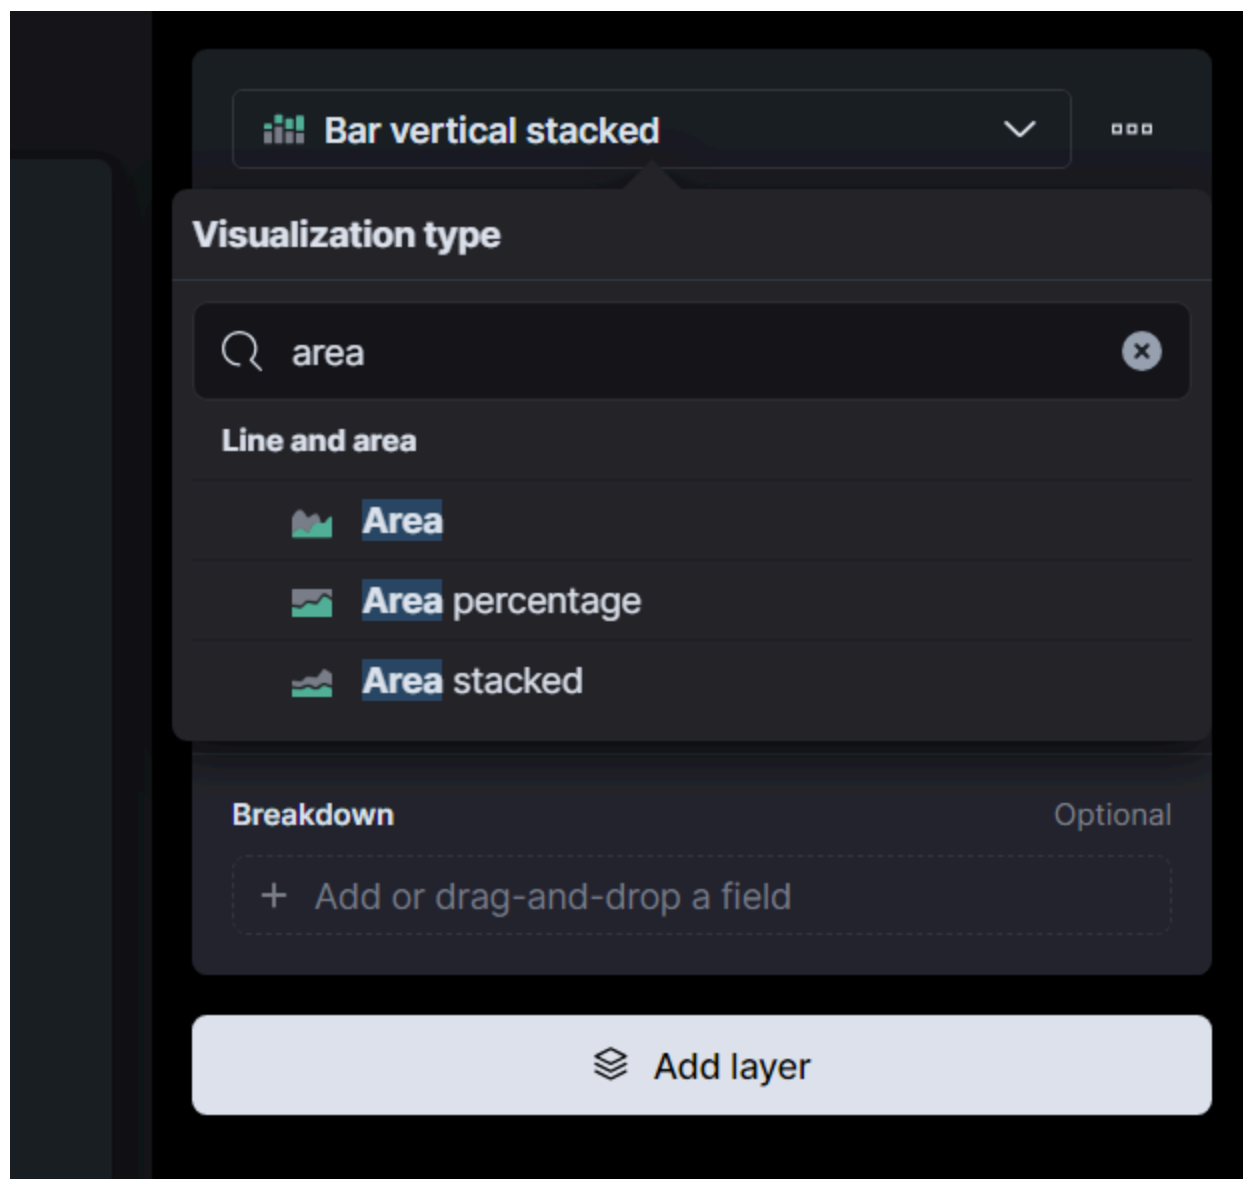 Bar vertical stacked
Visualization type
area
Line and area
Area
Area percentage
Area stacked
Breakdown Optional
Add or drag-and-drop a field
Add layer